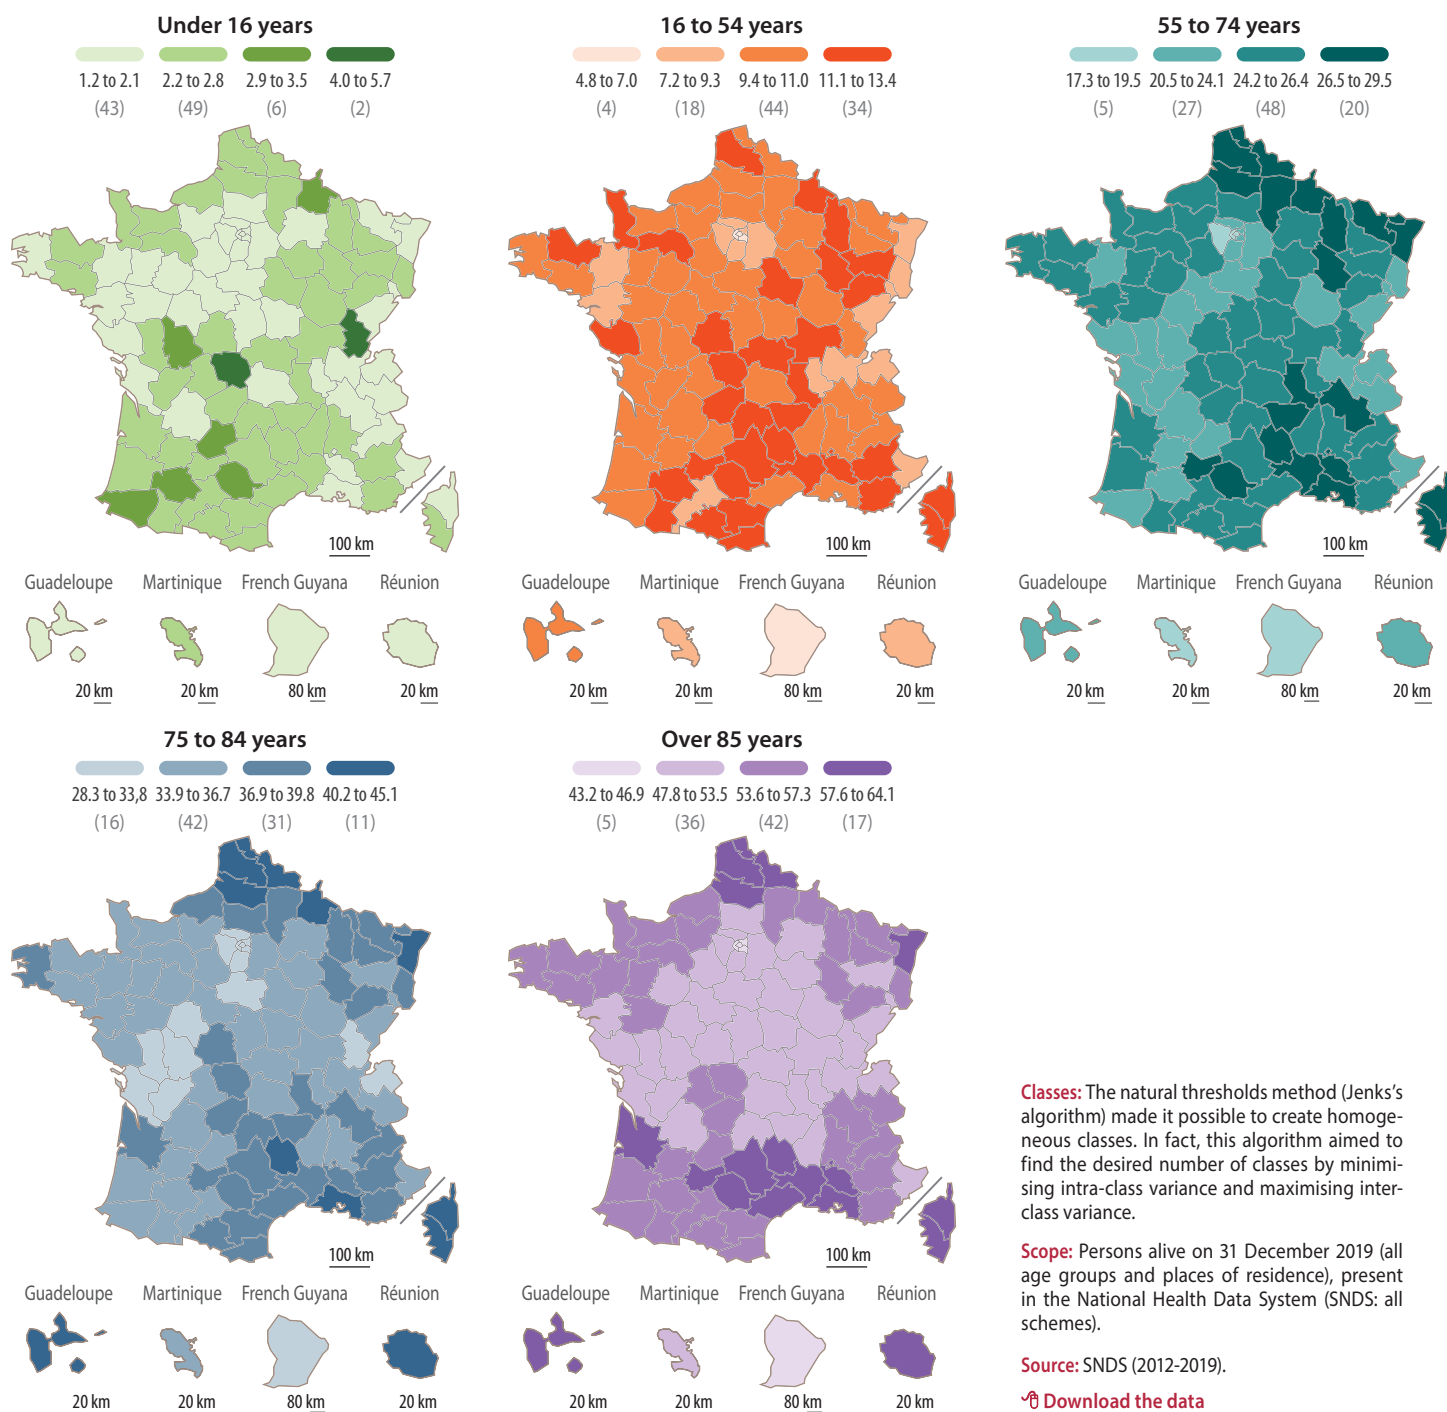 Under 16 years
1.2 to 2.1 2.2 to 2.8 2.9 to 3.5 4.0 to 5.7
(43) (49) (6) (2)
100 km
Guadeloupe Martinique French Guyana Réunion
20 km 20 km 80 km 20 km
16 to 54 years
4.8 to 7.0 7.2 to 9.3 9.4 to 11.0 11.1 to 13.4
(4) (18) (44) (34)
100 km
Guadeloupe Martinique French Guyana Réunion
20 km 20 km 80 km 20 km
55 to 74 years
17.3 to 19.5 20.5 to 24.1 24.2 to 26.4 26.5 to 29.5
(5) (27) (48) (20)
100 km
Guadeloupe Martinique French Guyana Réunion
20 km 20 km 80 km 20 km
75 to 84 years
28.3 to 33,8 33.9 to 36.7 36.9 to 39.8 40.2 to 45.1
(16) (42) (31) (11)
100 km
Guadeloupe Martinique French Guyana Réunion
20 km 20 km 80 km 20 km
Over 85 years
43.2 to 46.9 47.8 to 53.5 53.6 to 57.3 57.6 to 64.1
(5) (36) (42) (17)
100 km
Guadeloupe Martinique French Guyana Réunion
20 km 20 km 80 km 20 km
Classes: The natural thresholds method (Jenks's
algorithm) made it possible to create homoge-
neous classes. In fact, this algorithm aimed to
find the desired number of classes by minimi-
sing intra-class variance and maximising inter-
class variance.
Scope: Persons alive on 31 December 2019 (all
age groups and places of residence), present
in the National Health Data System (SNDS: all
schemes).
Source: SNDS (2012-2019).
Download the data